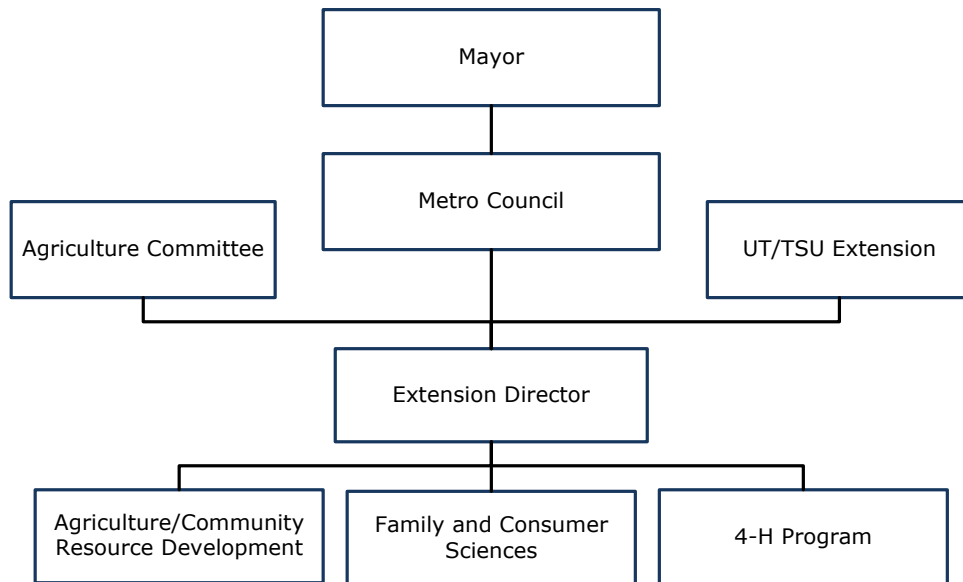 Mayor
Metro Council
Agriculture Committee
UT/TSU Extension
Extension Director
Agriculture/Community
Resource Development
Family and Consumer
Sciences
4-H Program